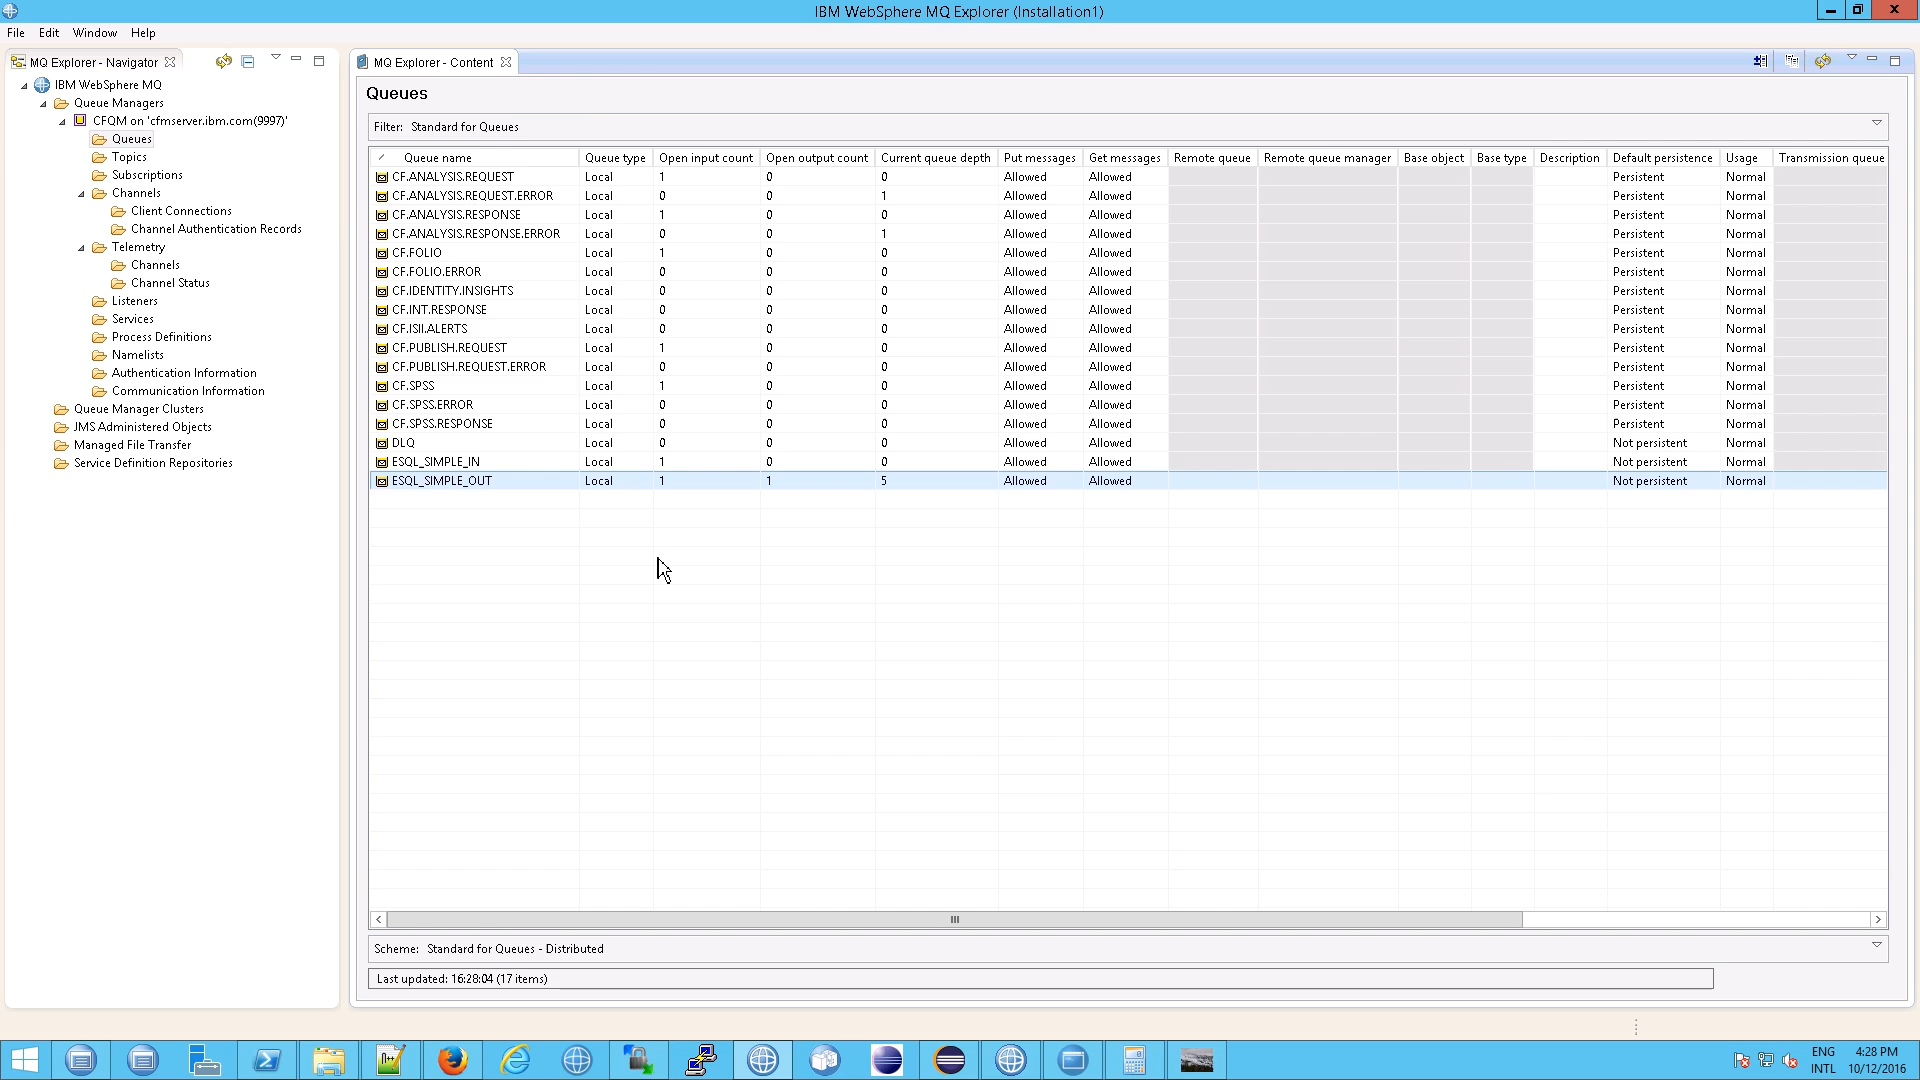 IBM WebSphere MQ Explorer (Installation1)
File Edit Window Help
MQ Explorer - Navigator
IBM WebSphere MQ
Queue Managers
CFQM on 'cfmserver.ibm.com(9997)'
Queues
Topics
Subscriptions
Channels
Client Connections
Channel Authentication Records
Telemetry
Channels
Channel Status
Listeners
Services
Process Definitions
Namelists
Authentication Information
Communication Information
Queue Manager Clusters
JMS Administered Objects
Managed File Transfer
Service Definition Repositories
MQ Explorer - Content
Queues
Filter: Standard for Queues
Queue name Queue type Open input count Open output count Current queue depth Put messages Get messages Remote queue Remote queue manager Base object Base type Description Default persistence Usage Transmission queue
CF.ANALYSIS.REQUEST Local 1 0 0 Allowed Allowed Persistent Normal
CF.ANALYSIS.REQUEST.ERROR Local 0 0 1 Allowed Allowed Persistent Normal
CF.ANALYSIS.RESPONSE Local 1 0 0 Allowed Allowed Persistent Normal
CF.ANALYSIS.RESPONSE.ERROR Local 0 0 1 Allowed Allowed Persistent Normal
CF.FOLIO Local 1 0 0 Allowed Allowed Persistent Normal
CF.FOLIO.ERROR Local 0 0 0 Allowed Allowed Persistent Normal
CF.IDENTITY.INSIGHTS Local 0 0 0 Allowed Allowed Persistent Normal
CF.INT.RESPONSE Local 0 0 0 Allowed Allowed Persistent Normal
CF.ISII.ALERTS Local 0 0 0 Allowed Allowed Persistent Normal
CF.PUBLISH.REQUEST Local 1 0 0 Allowed Allowed Persistent Normal
CF.PUBLISH.REQUEST.ERROR Local 0 0 0 Allowed Allowed Persistent Normal
CF.SPSS Local 1 0 0 Allowed Allowed Persistent Normal
CF.SPSS.ERROR Local 0 0 0 Allowed Allowed Persistent Normal
CF.SPSS.RESPONSE Local 0 0 0 Allowed Allowed Persistent Normal
DLQ Local 0 0 0 Allowed Allowed Not persistent Normal
ESQL_SIMPLE_IN Local 1 0 0 Allowed Allowed Not persistent Normal
ESQL_SIMPLE_OUT Local 1 1 5 Allowed Allowed Not persistent Normal
Scheme: Standard for Queues - Distributed
Last updated: 16:28:04 (17 items)
ENG 4:28 PM
INTL 10/12/2016